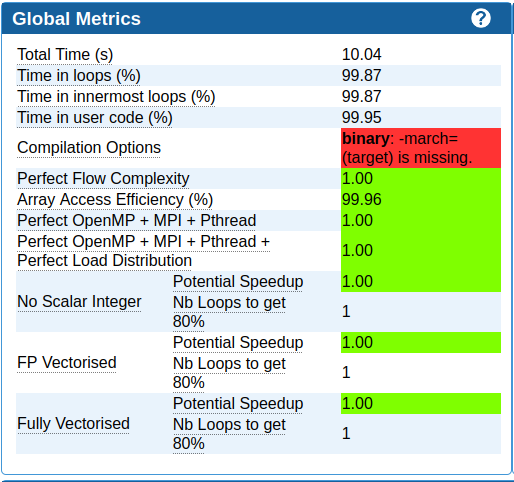 Global Metrics ?
Total Time (s) 10.04
Time in loops (%) 99.87
Time in innermost loops (%) 99.87
Time in user code (%) 99.95
Compilation Options binary: -march=
(target) is missing.
Perfect Flow Complexity 1.00
Array Access Efficiency (%) 99.96
Perfect OpenMP + MPI + Pthread 1.00
Perfect OpenMP + MPI + Pthread +
Perfect Load Distribution 1.00
No Scalar Integer Potential Speedup 1.00
Nb Loops to get
80% 1
FP Vectorised Potential Speedup 1.00
Nb Loops to get
80% 1
Fully Vectorised Potential Speedup 1.00
Nb Loops to get
80% 1